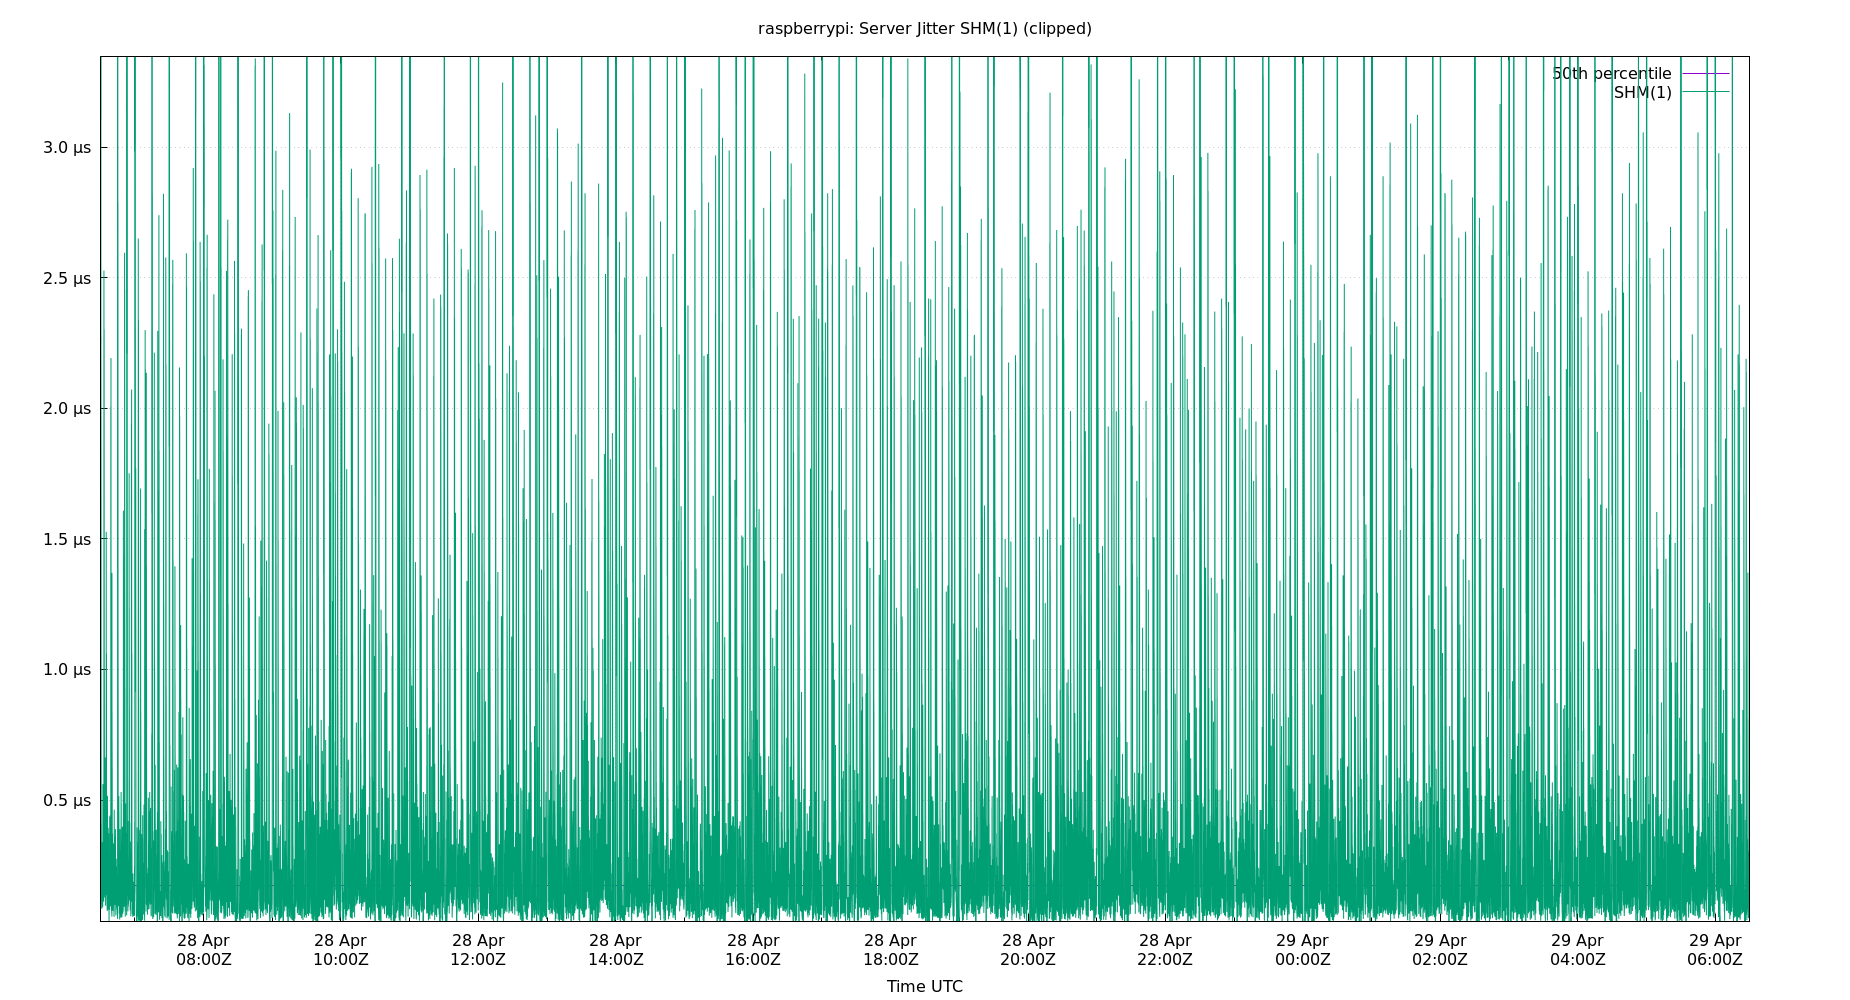 raspberrypi: Server Jitter SHM(1) (clipped)
50th percentile
SHM(1)
3.0 µs
2.5 µs
2.0 µs
1.5 µs
1.0 µs
0.5 µs
28 Apr 28 Apr 28 Apr 28 Apr 28 Apr 28 Apr 28 Apr 28 Apr 29 Apr 29 Apr 29 Apr 29 Apr
08:00Z 10:00Z 12:00Z 14:00Z 16:00Z 18:00Z 20:00Z 22:00Z 00:00Z 02:00Z 04:00Z 06:00Z
Time UTC